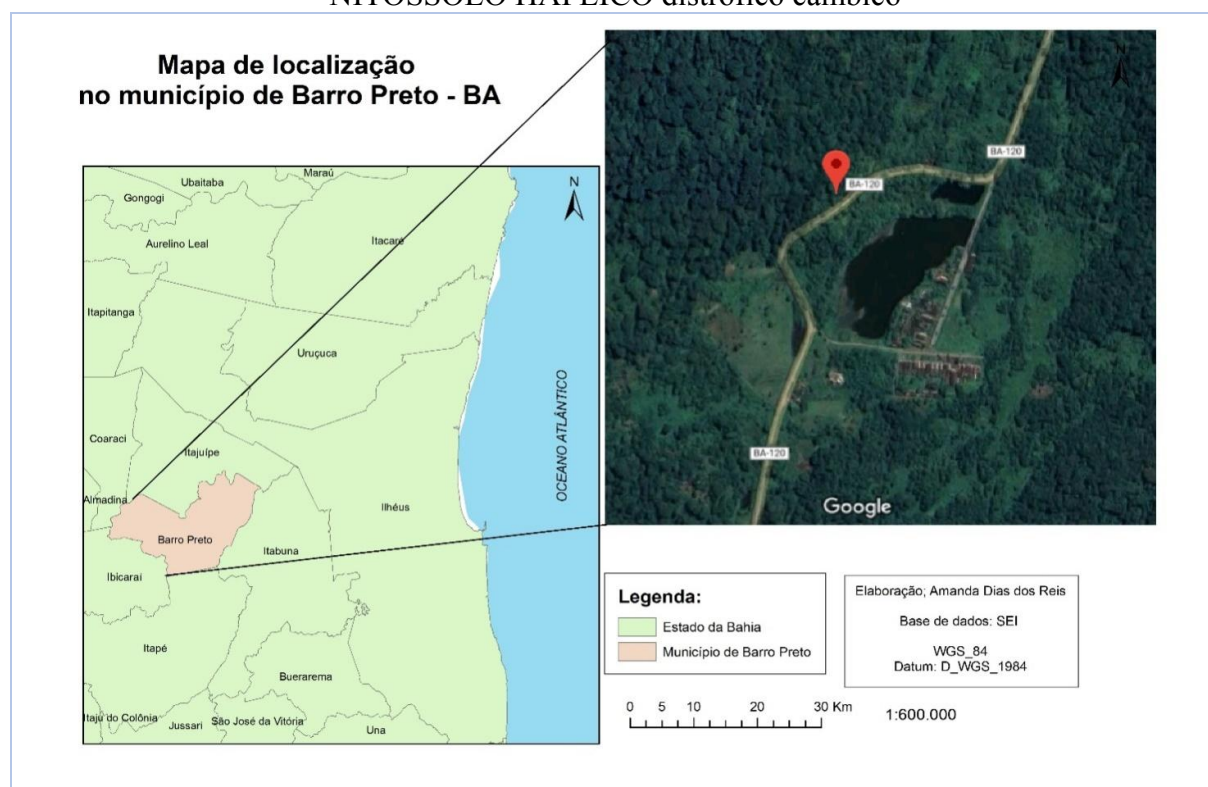 NITOSSOLO HÁPLICO distrófico câmbico
Mapa de localização
no município de Barro Preto - BA
Maraú
Ubaitaba
Gongogi
N
Aurelino Leal
Itacaré
Itapitanga
Uruçuca
OCEANO ATLÂNTICO
Coaraci
Itajuípe
Almadina
Ilhéus
Barro Preto
Itabuna
Ibicaraí
Itapé
Buerarema
Itaju do Colônia
Jussari
São José da Vitória
Una
N
BA-120
BA-120
BA-120
Google
Legenda:
Estado da Bahia
Município de Barro Preto
Elaboração; Amanda Dias dos Reis
Base de dados: SEI
WGS_84
Datum: D_WGS_1984
0 5 10 20 30 Km
1:600.000